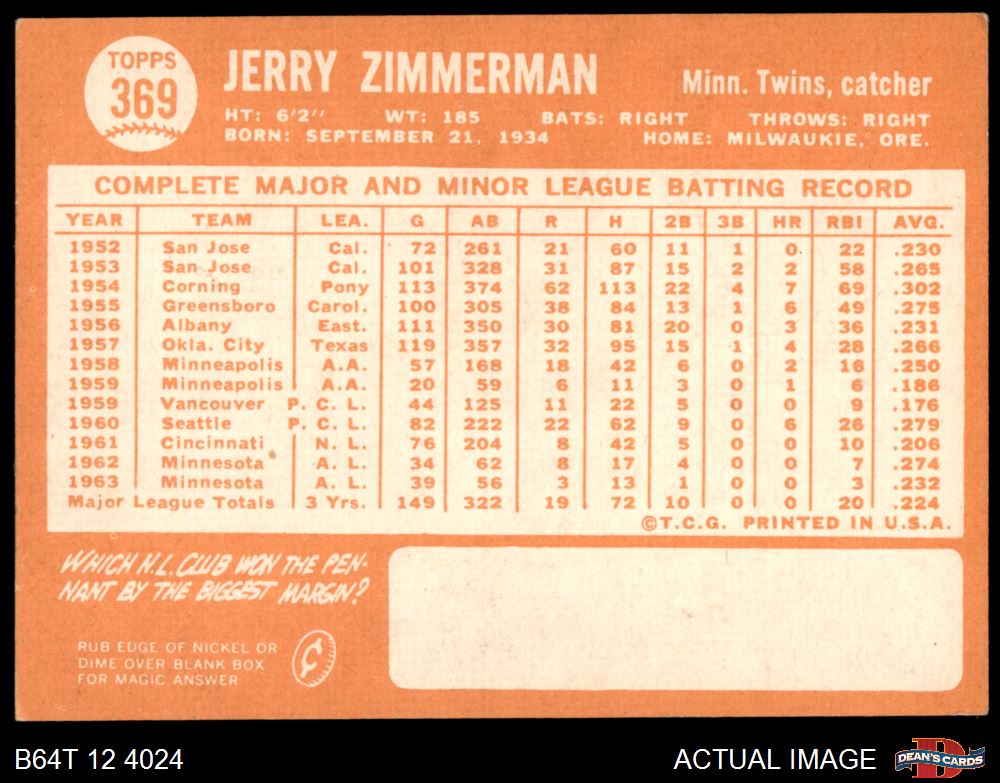 TOPPS
369
JERRY ZIMMERMAN
Minn. Twins, catcher
HT: 6'2" WT: 185 BATS: RIGHT THROWS: RIGHT
BORN: SEPTEMBER 21, 1934 HOME: MILWAUKIE, ORE.
COMPLETE MAJOR AND MINOR LEAGUE BATTING RECORD
YEAR TEAM LEA. G AB R H 2B 3B HR RBI AVG.
1952 San Jose Cal. 72 261 21 60 11 1 0 22 .230
1953 San Jose Cal. 101 328 31 87 15 2 2 58 .265
1954 Corning Pony 113 374 62 113 22 4 7 69 .302
1955 Greensboro Carol. 100 305 38 84 13 1 6 49 .275
1956 Albany East. 111 350 30 81 20 0 3 36 .231
1957 Okla. City Texas 119 357 32 95 15 1 4 28 .266
1958 Minneapolis A.A. 57 168 18 42 6 0 2 16 .250
1959 Minneapolis A.A. 20 59 6 11 3 0 1 6 .186
1959 Vancouver P. C. L. 44 125 11 22 5 0 0 9 .176
1960 Seattle P. C. L. 82 222 22 62 9 0 6 26 .279
1961 Cincinnati N. L. 76 204 8 42 5 0 0 10 .206
1962 Minnesota A. L. 34 62 8 17 4 0 0 7 .274
1963 Minnesota A. L. 39 56 3 13 1 0 0 3 .232
Major League Totals 3 Yrs. 149 322 19 72 10 0 0 20 .224
©T.C.G. PRINTED IN U.S.A.
WHICH N.L. CLUB WON THE PEN-
NANT BY THE BIGGEST MARGIN?
RUB EDGE OF NICKEL OR
DIME OVER BLANK BOX
FOR MAGIC ANSWER
¢
B64T 12 4024
ACTUAL IMAGE
D
DEAN'S CARDS